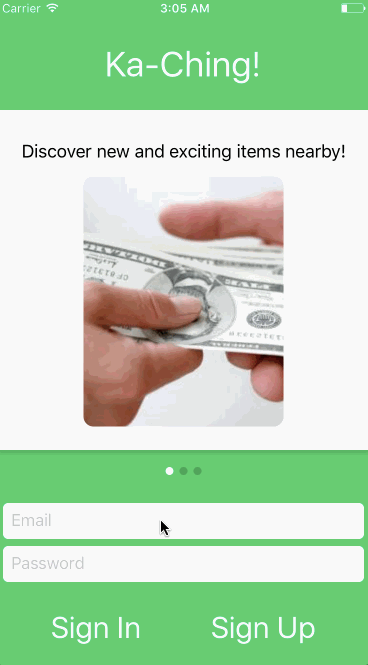 Carrier 3:05 AM
Ka-Ching!
Discover new and exciting items nearby!
Email
Password
Sign In Sign Up